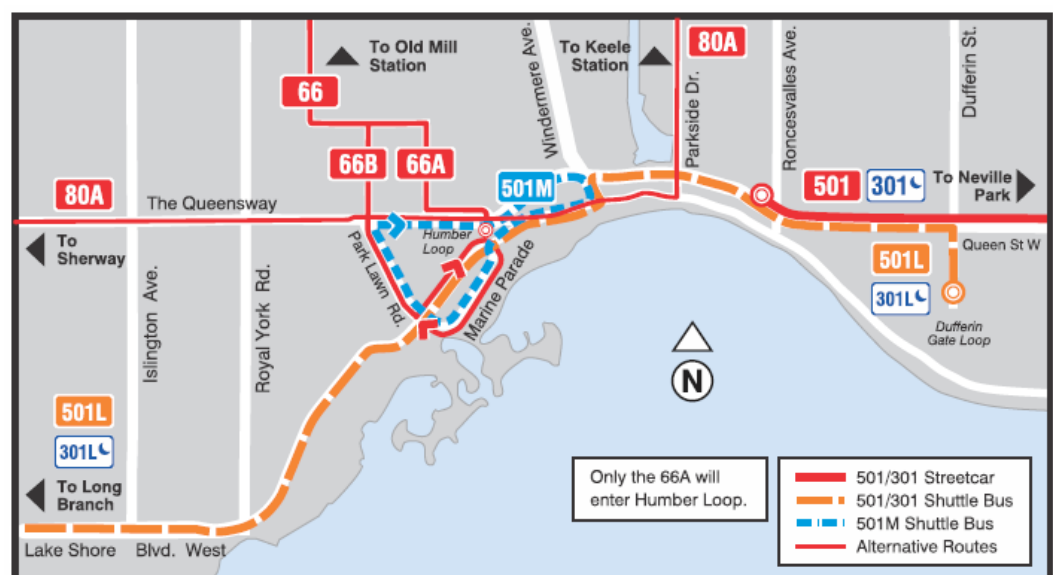 To Old Mill
Station
Windermere Ave.
To Keele
Station
80A
Parkside Dr.
Roncesvalles Ave.
Dufferin St.
66
66B
66A
501M
501
301
To Neville
Park
80A
The Queensway
To
Sherway
Humber
Loop
Park Lawn Rd.
Marine Parade
Queen St W
501L
301L
Dufferin
Gate Loop
Islington Ave.
Royal York Rd.
N
501L
301L
To Long
Branch
Lake Shore Blvd. West
Only the 66A will
enter Humber Loop.
501/301 Streetcar
501/301 Shuttle Bus
501M Shuttle Bus
Alternative Routes